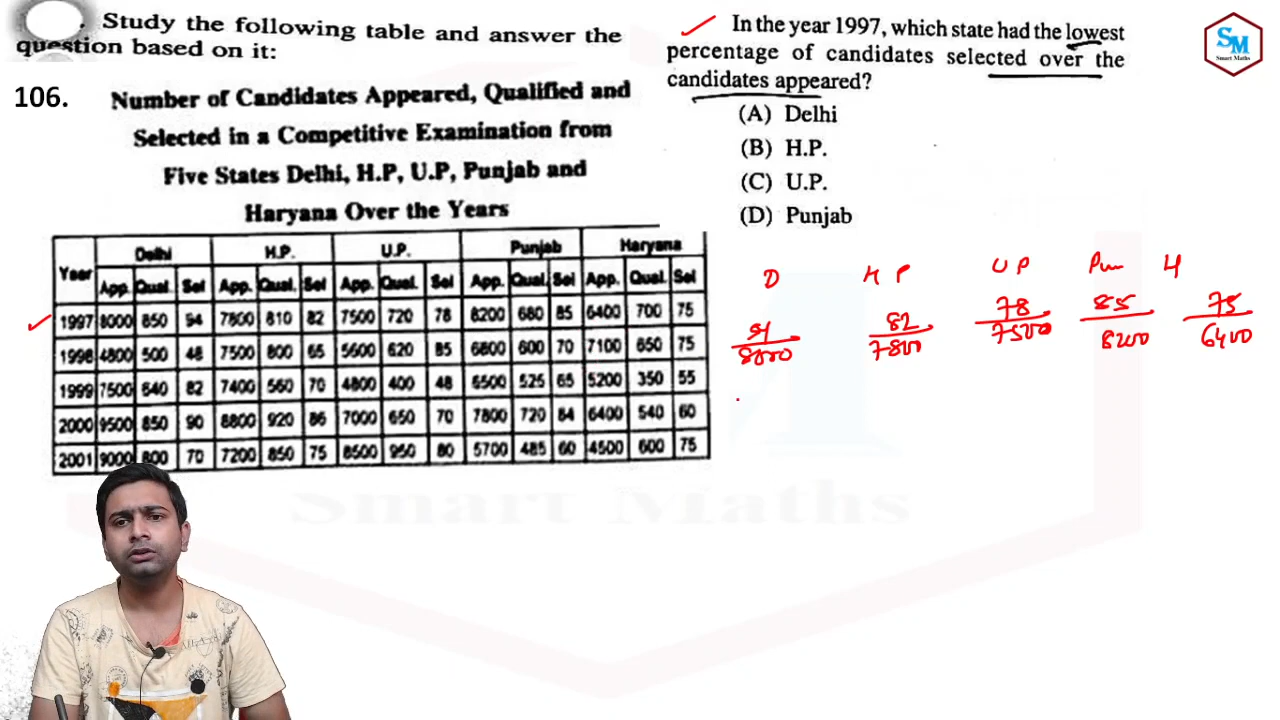 . Study the following table and answer the
question based on it:
106.
Number of Candidates Appeared, Qualified and
Selected in a Competitive Examination from
Five States Delhi, H.P, U.P, Punjab and
Haryana Over the Years
Year Delhi H.P. U.P. Punjab Haryana
App. Qual. Sel App. Qual. Sel App. Qual. Sel App. Qual. Sel App. Qual. Sel
1997 8000 850 94 7800 810 82 7500 720 78 8200 680 85 6400 700 75
1998 4800 500 48 7500 800 65 5600 620 85 6800 600 70 7100 650 75
1999 7500 640 82 7400 560 70 4800 400 48 6500 525 65 5200 350 55
2000 9500 850 90 8800 920 86 7000 650 70 7800 720 84 6400 540 60
2001 9000 800 70 7200 850 75 8500 950 80 5700 485 60 4500 600 75
In the year 1997, which state had the lowest
percentage of candidates selected over the
candidates appeared?
(A) Delhi
(B) H.P.
(C) U.P.
(D) Punjab
D H P U P Pun H
94 82 78 85 75
8000 7800 7500 8200 6400
SM
Smart Maths
Smart Maths